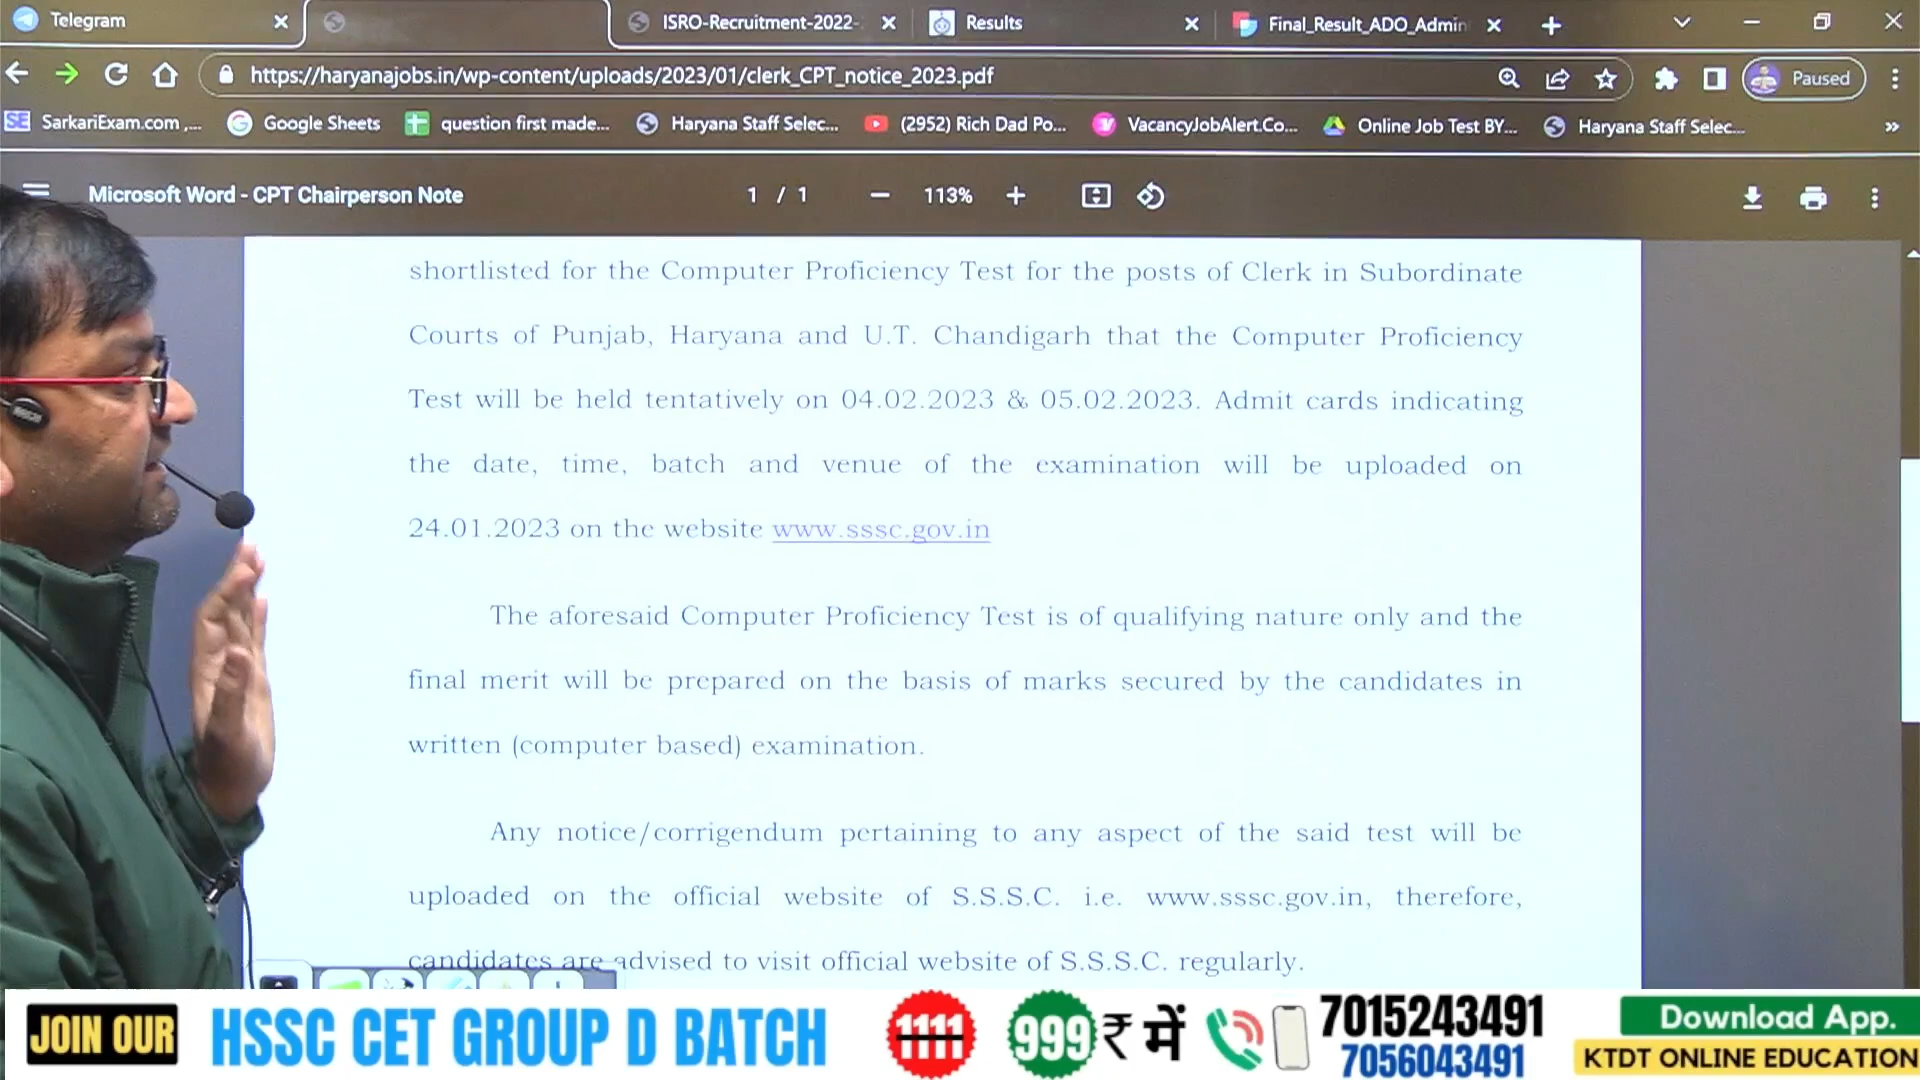 Telegram
ISRO-Recruitment-2022-
Results
Final_Result_ADO_Admin
https://haryanajobs.in/wp-content/uploads/2023/01/clerk_CPT_notice_2023.pdf
Paused
SE SarkariExam.com ,...
Google Sheets
question first made...
Haryana Staff Selec...
(2952) Rich Dad Po...
VacancyJobAlert.Co...
Online Job Test BY...
Haryana Staff Selec...
Microsoft Word - CPT Chairperson Note
1 / 1
113%
shortlisted for the Computer Proficiency Test for the posts of Clerk in Subordinate
Courts of Punjab, Haryana and U.T. Chandigarh that the Computer Proficiency
Test will be held tentatively on 04.02.2023 & 05.02.2023. Admit cards indicating
the date, time, batch and venue of the examination will be uploaded on
24.01.2023 on the website www.sssc.gov.in
The aforesaid Computer Proficiency Test is of qualifying nature only and the
final merit will be prepared on the basis of marks secured by the candidates in
written (computer based) examination.
Any notice/corrigendum pertaining to any aspect of the said test will be
uploaded on the official website of S.S.S.C. i.e. www.sssc.gov.in, therefore,
candidates are advised to visit official website of S.S.S.C. regularly.
JOIN OUR
HSSC CET GROUP D BATCH
1111
999 ₹ में
7015243491
7056043491
Download App.
KTDT ONLINE EDUCATION